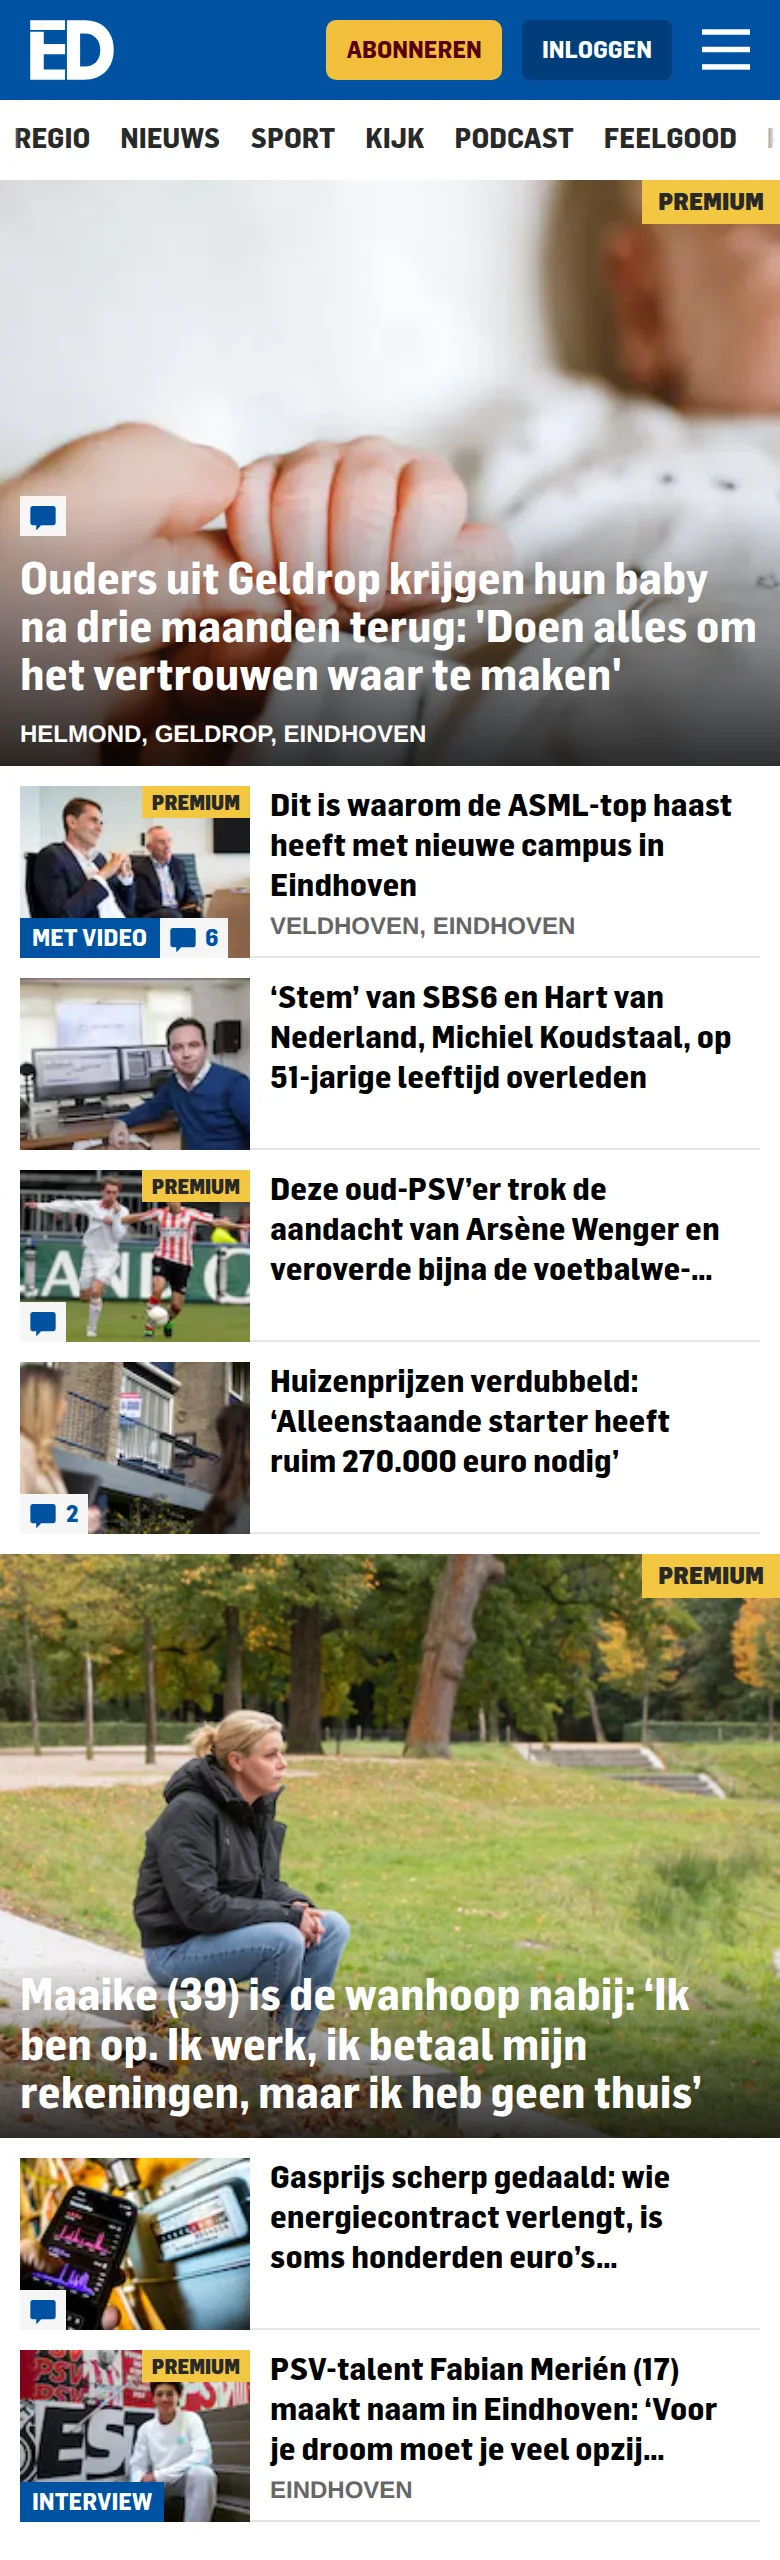 ED
ABONNEREN
INLOGGEN
REGIO NIEUWS SPORT KIJK PODCAST FEELGOOD
PREMIUM
Ouders uit Geldrop krijgen hun baby
na drie maanden terug: 'Doen alles om
het vertrouwen waar te maken'
HELMOND, GELDROP, EINDHOVEN
PREMIUM
MET VIDEO
6
Dit is waarom de ASML-top haast
heeft met nieuwe campus in
Eindhoven
VELDHOVEN, EINDHOVEN
‘Stem’ van SBS6 en Hart van
Nederland, Michiel Koudstaal, op
51-jarige leeftijd overleden
PREMIUM
Deze oud-PSV’er trok de
aandacht van Arsène Wenger en
veroverde bijna de voetbalwe-...
2
Huizenprijzen verdubbeld:
‘Alleenstaande starter heeft
ruim 270.000 euro nodig’
PREMIUM
Maaike (39) is de wanhoop nabij: ‘Ik
ben op. Ik werk, ik betaal mijn
rekeningen, maar ik heb geen thuis’
Gasprijs scherp gedaald: wie
energiecontract verlengt, is
soms honderden euro’s...
PREMIUM
PSV
PSV
EST
INTERVIEW
PSV-talent Fabian Merién (17)
maakt naam in Eindhoven: ‘Voor
je droom moet je veel opzij...
EINDHOVEN